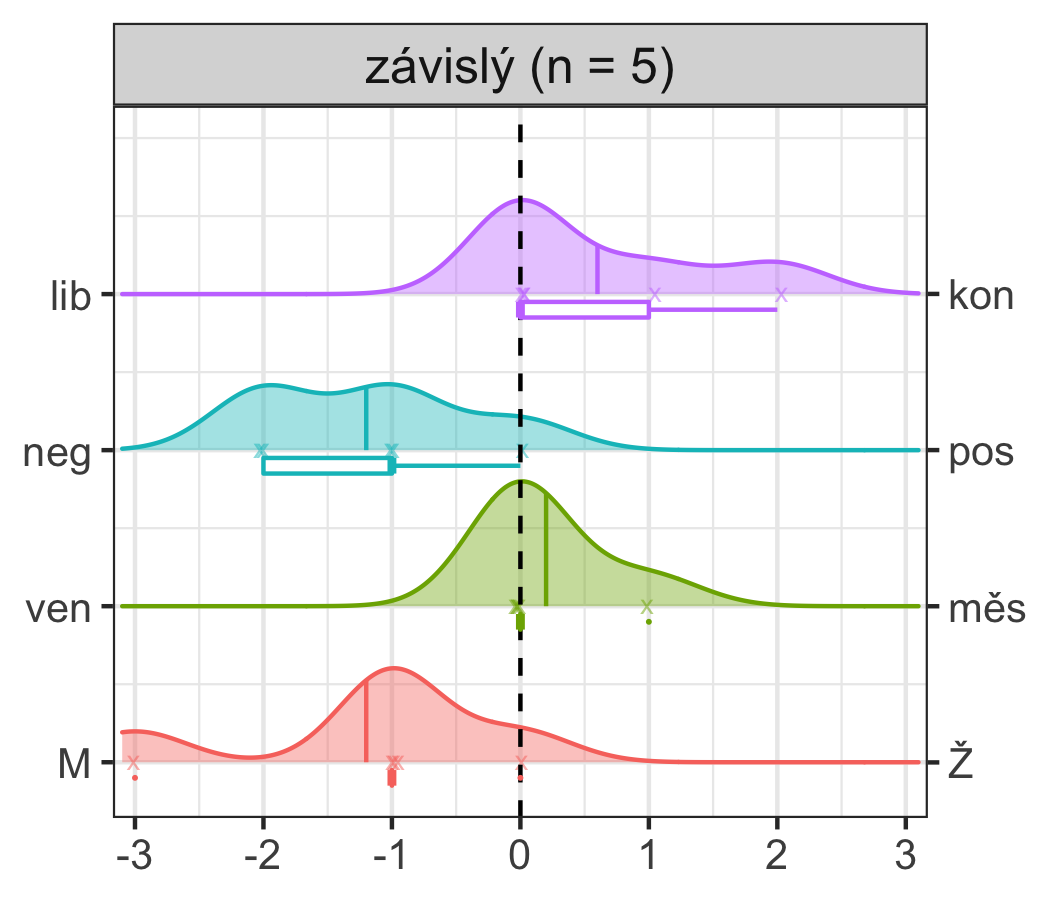 závislý (n = 5)
lib kon
neg pos
ven měs
M Ž
-3 -2 -1 0 1 2 3